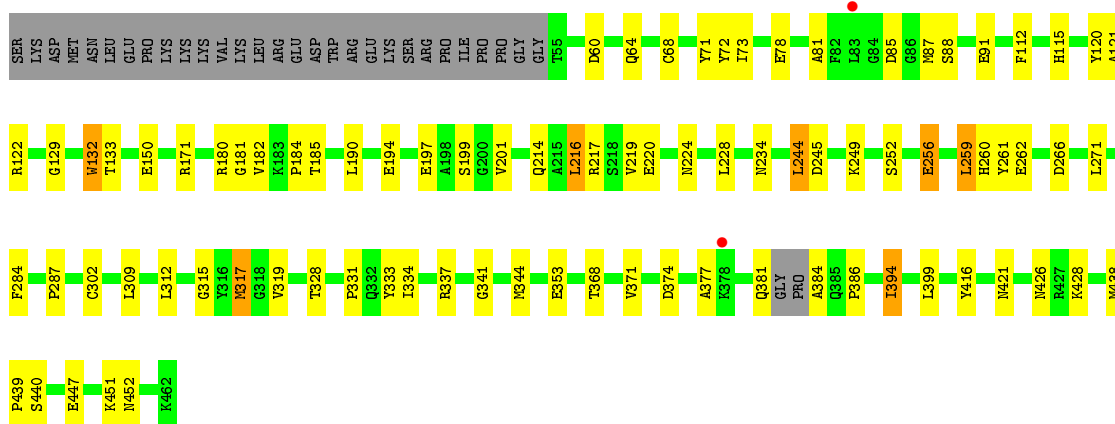 SER LYS ASP MET ASN LEU GLU PRO LYS LYS LYS VAL LYS LEU ARG GLU ASP TRP ARG GLU LYS SER ARG PRO ILE PRO PRO GLY GLY T55 D60 Q64 C68 Y71 Y72 I73 E78 A81 F82 L83 G84 D85 G86 M87 S88 E91 F112 H115 Y120 A121
R122 G129 W132 T133 E150 R171 R180 G181 V182 K183 P184 T185 L190 E194 E197 A198 S199 G200 V201 Q214 A215 L216 R217 S218 V219 E220 N224 L228 N234 L244 D245 K249 S252 E256 L259 H260 Y261 E262 D266 L271
F284 P287 C302 L309 L312 G315 Y316 M317 G318 V319 T328 P331 Q332 Y333 I334 R337 G341 M344 E353 T368 V371 D374 A377 K378 Q381 GLY PRO A384 Q385 P386 I394 L399 Y416 N421 N426 R427 K428 M438
P439 S440 E447 K451 N452 K462